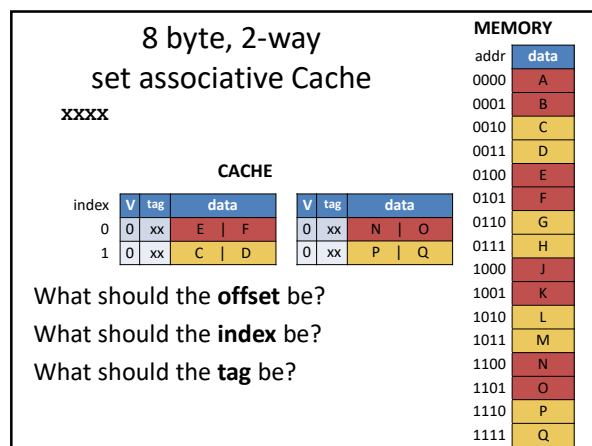 8 byte, 2-way
set associative Cache
xxxx
CACHE
index V tag data V tag data
0 0 xx E | F 0 xx N | O
1 0 xx C | D 0 xx P | Q
What should the offset be?
What should the index be?
What should the tag be?
MEMORY
addr data
0000 A
0001 B
0010 C
0011 D
0100 E
0101 F
0110 G
0111 H
1000 J
1001 K
1010 L
1011 M
1100 N
1101 O
1110 P
1111 Q